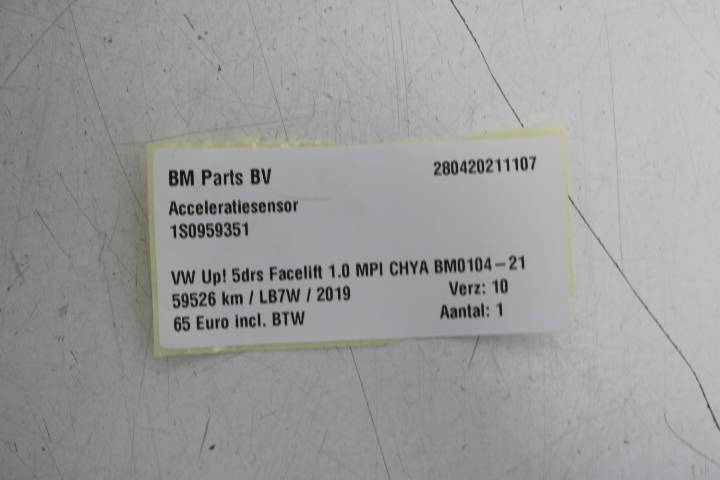 BM Parts BV 280420211107
Acceleratiesensor
1S0959351
VW Up! 5drs Facelift 1.0 MPI CHYA BM0104-21
59526 km / LB7W / 2019 Verz: 10
65 Euro incl. BTW Aantal: 1